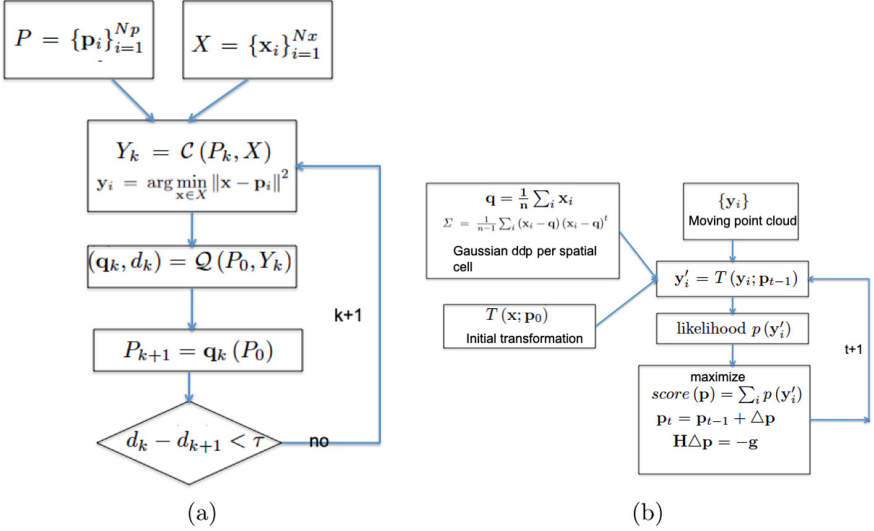 P = {p_i}_{i=1}^{Np}
X = {x_i}_{i=1}^{Nx}
Y_k = C (P_k, X)
y_i = arg min_{x∈X} ‖x − p_i‖²
(q_k, d_k) = Q (P_0, Y_k)
P_{k+1} = q_k (P_0)
d_k − d_{k+1} < τ
no
k+1
(a)
q = 1/n ∑_i x_i
Σ = 1/(n−1) ∑_i (x_i − q) (x_i − q)^t
Gaussian ddp per spatial
cell
T (x; p_0)
Initial transformation
{y_i}
Moving point cloud
y′_i = T (y_i; p_{t−1})
likelihood p (y′_i)
maximize
score (p) = ∑_i p (y′_i)
p_t = p_{t−1} + △p
H△p = −g
t+1
(b)